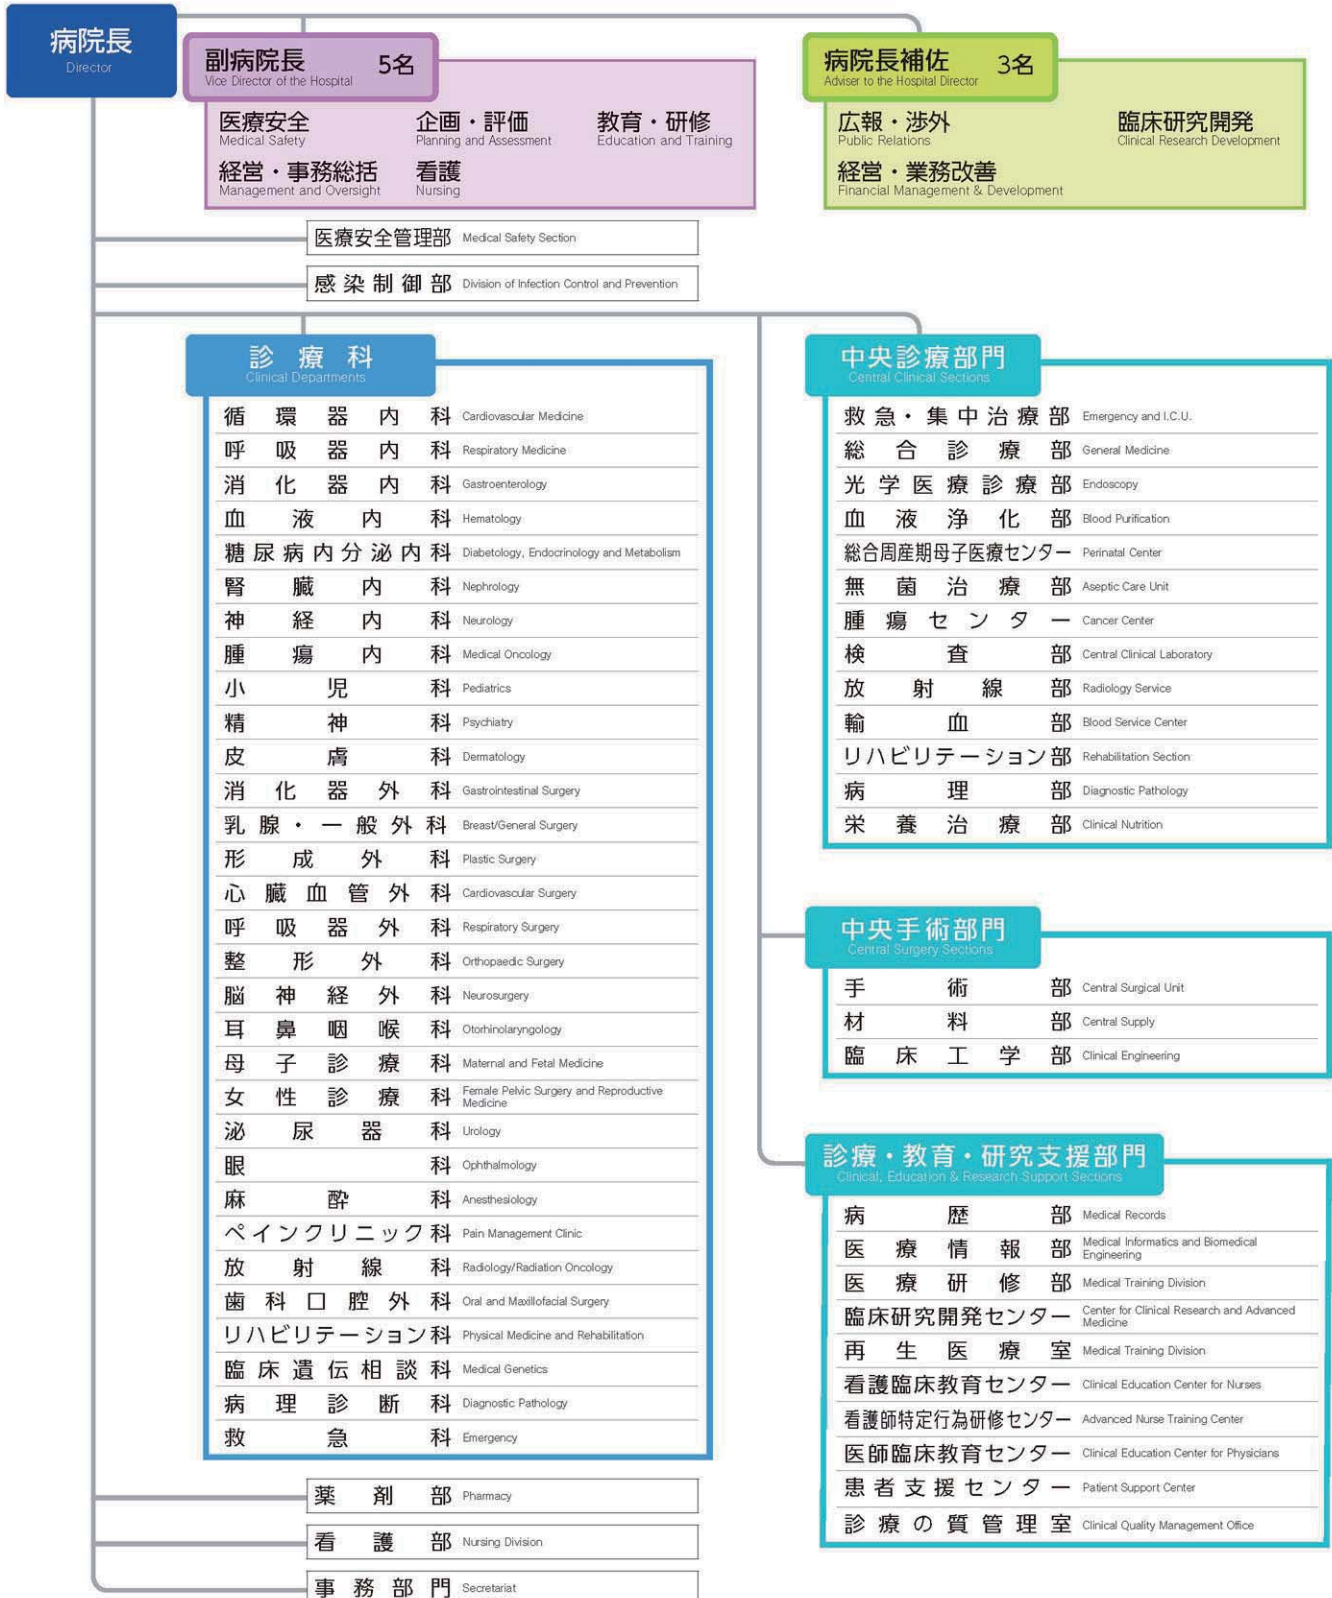 病院長
Director
副病院長 5名
Vice Director of the Hospital
医療安全
Medical Safety
企画・評価
Planning and Assessment
教育・研修
Education and Training
経営・事務総括
Management and Oversight
看護
Nursing
病院長補佐 3名
Adviser to the Hospital Director
広報・渉外
Public Relations
臨床研究開発
Clinical Research Development
経営・業務改善
Financial Management & Development
医療安全管理部 Medical Safety Section
感染制御部 Division of Infection Control and Prevention
診療科
Clinical Departments
循環器内科 Cardiovascular Medicine
呼吸器内科 Respiratory Medicine
消化器内科 Gastroenterology
血液内科 Hematology
糖尿病内分泌内科 Diabetology, Endocrinology and Metabolism
腎臓内科 Nephrology
神経内科 Neurology
腫瘍内科 Medical Oncology
小児科 Pediatrics
精神科 Psychiatry
皮膚科 Dermatology
消化器外科 Gastrointestinal Surgery
乳腺・一般外科 Breast/General Surgery
形成外科 Plastic Surgery
心臓血管外科 Cardiovascular Surgery
呼吸器外科 Respiratory Surgery
整形外科 Orthopaedic Surgery
脳神経外科 Neurosurgery
耳鼻咽喉科 Otorhinolaryngology
母子診療科 Maternal and Fetal Medicine
女性診療科 Female Pelvic Surgery and Reproductive
Medicine
泌尿器科 Urology
眼科 Ophthalmology
麻酔科 Anesthesiology
ペインクリニック科 Pain Management Clinic
放射線科 Radiology/Radiation Oncology
歯科口腔外科 Oral and Maxillofacial Surgery
リハビリテーション科 Physical Medicine and Rehabilitation
臨床遺伝相談科 Medical Genetics
病理診断科 Diagnostic Pathology
救急科 Emergency
薬剤部 Pharmacy
看護部 Nursing Division
事務部門 Secretariat
中央診療部門
Central Clinical Sections
救急・集中治療部 Emergency and I.C.U.
総合診療部 General Medicine
光学医療診療部 Endoscopy
血液浄化部 Blood Purification
総合周産期母子医療センター Perinatal Center
無菌治療部 Aseptic Care Unit
腫瘍センター Cancer Center
検査部 Central Clinical Laboratory
放射線部 Radiology Service
輸血部 Blood Service Center
リハビリテーション部 Rehabilitation Section
病理部 Diagnostic Pathology
栄養治療部 Clinical Nutrition
中央手術部門
Central Surgery Sections
手術部 Central Surgical Unit
材料部 Central Supply
臨床工学部 Clinical Engineering
診療・教育・研究支援部門
Clinical, Education & Research Support Sections
病歴部 Medical Records
医療情報部 Medical Informatics and Biomedical
Engineering
医療研修部 Medical Training Division
臨床研究開発センター Center for Clinical Research and Advanced
Medicine
再生医療室 Medical Training Division
看護臨床教育センター Clinical Education Center for Nurses
看護師特定行為研修センター Advanced Nurse Training Center
医師臨床教育センター Clinical Education Center for Physicians
患者支援センター Patient Support Center
診療の質管理室 Clinical Quality Management Office